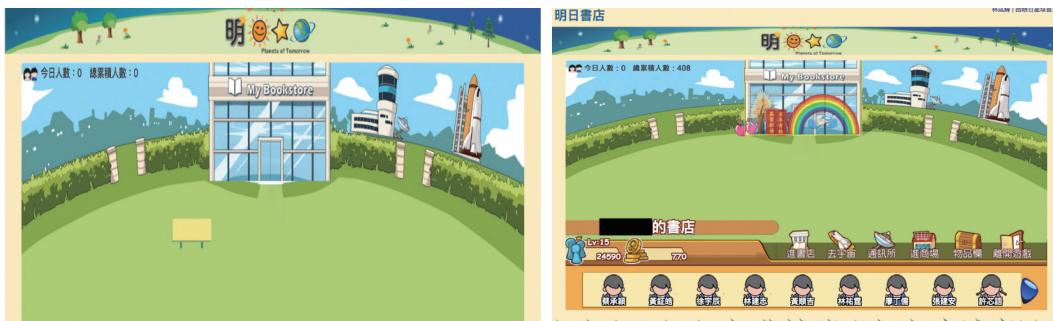 明
Planets of Tomorrow
今日人數：0 總累積人數：0
My Bookstore
明日書店
明
Planets of Tomorrow
今日人數：0 總累積人數：408
My Bookstore
的書店
Lv:15
24590
770
進書店
去宇宙
通訊所
進商場
物品欄
離開遊戲
蔡承穎
黃鉦皓
徐宇辰
林建志
黃順吉
林祐萱
廖丁儒
張建安
許芯語